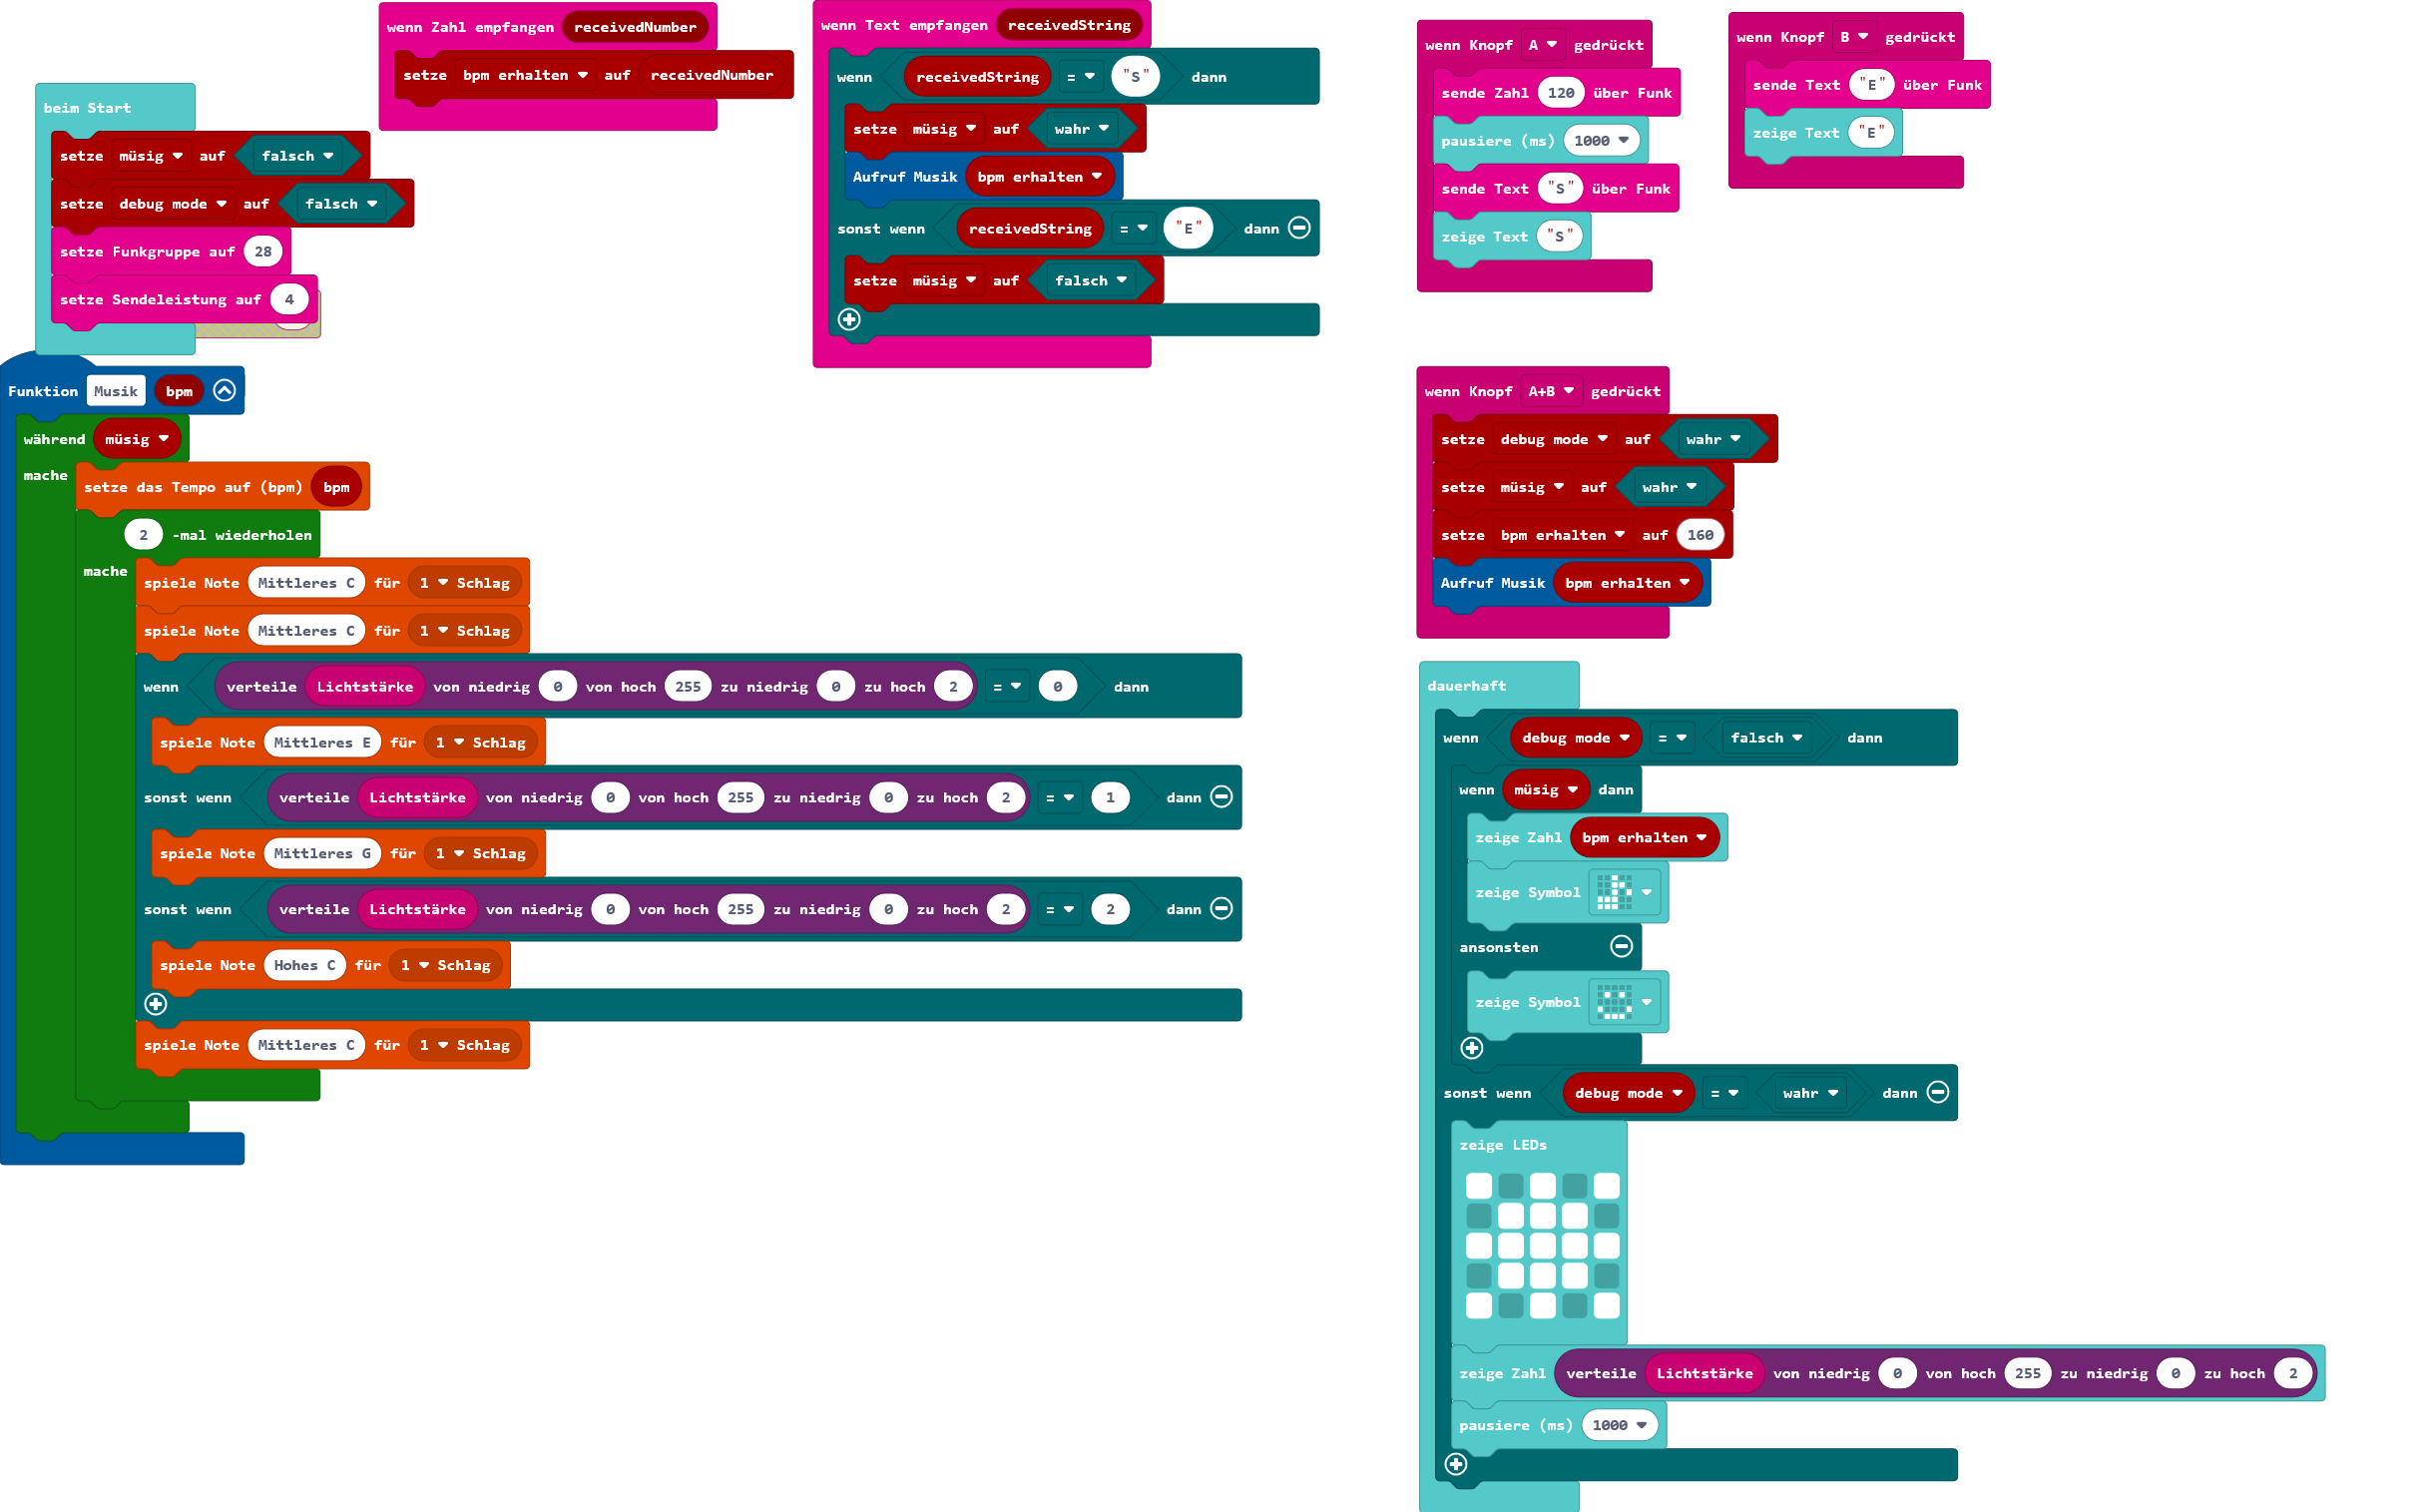 beim Start
setze müsig auf falsch
setze debug mode auf falsch
setze Funkgruppe auf 28
setze Sendeleistung auf 4
wenn Zahl empfangen receivedNumber
setze bpm erhalten auf receivedNumber
wenn Text empfangen receivedString
wenn receivedString = "S" dann
setze müsig auf wahr
Aufruf Musik bpm erhalten
sonst wenn receivedString = "E" dann
setze müsig auf falsch
wenn Knopf A gedrückt
sende Zahl 120 über Funk
pausiere (ms) 1000
sende Text "S" über Funk
zeige Text "S"
wenn Knopf B gedrückt
sende Text "E" über Funk
zeige Text "E"
Funktion Musik bpm
während müsig
mache
setze das Tempo auf (bpm) bpm
2 -mal wiederholen
mache
spiele Note Mittleres C für 1 Schlag
spiele Note Mittleres C für 1 Schlag
wenn verteile Lichtstärke von niedrig 0 von hoch 255 zu niedrig 0 zu hoch 2 = 0 dann
spiele Note Mittleres E für 1 Schlag
sonst wenn verteile Lichtstärke von niedrig 0 von hoch 255 zu niedrig 0 zu hoch 2 = 1 dann
spiele Note Mittleres G für 1 Schlag
sonst wenn verteile Lichtstärke von niedrig 0 von hoch 255 zu niedrig 0 zu hoch 2 = 2 dann
spiele Note Hohes C für 1 Schlag
spiele Note Mittleres C für 1 Schlag
wenn Knopf A+B gedrückt
setze debug mode auf wahr
setze müsig auf wahr
setze bpm erhalten auf 160
Aufruf Musik bpm erhalten
dauerhaft
wenn debug mode = falsch dann
wenn müsig dann
zeige Zahl bpm erhalten
zeige Symbol
ansonsten
zeige Symbol
sonst wenn debug mode = wahr dann
zeige LEDs
zeige Zahl verteile Lichtstärke von niedrig 0 von hoch 255 zu niedrig 0 zu hoch 2
pausiere (ms) 1000